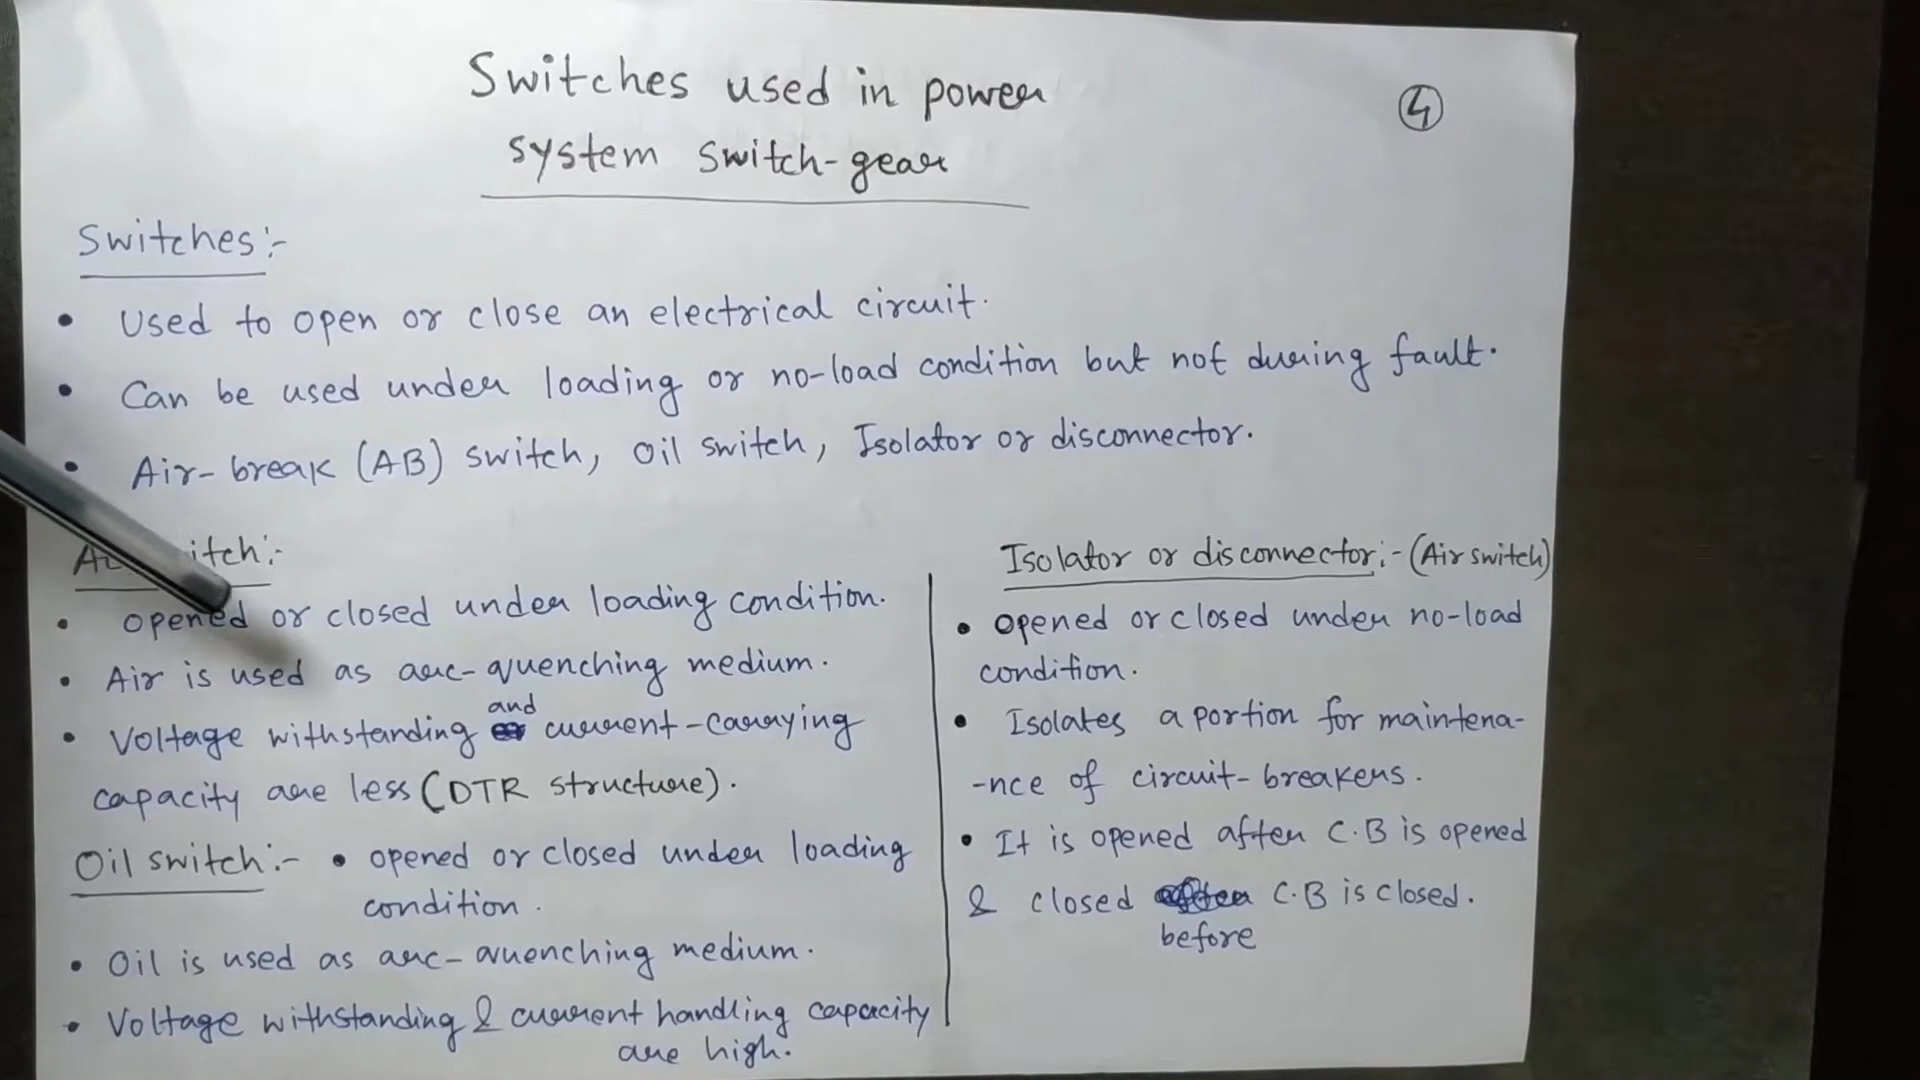 Switches used in power
system switch-gear
④
Switches:-
• Used to open or close an electrical circuit.
• Can be used under loading or no-load condition but not during fault.
• Air-break (AB) switch, Oil switch, Isolator or disconnector.
• opened or closed under loading condition.
• Air is used as arc-quenching medium.
and
• Voltage withstanding current-carrying
capacity are less (DTR structure).
Oil switch:- • opened or closed under loading
condition.
• Oil is used as arc-quenching medium.
• Voltage withstanding & current handling capacity
are high.
Isolator or disconnector:- (Air switch)
• opened or closed under no-load
condition.
• Isolates a portion for maintena-
-nce of circuit-breakers.
• It is opened after C.B is opened
& closed C.B is closed.
before